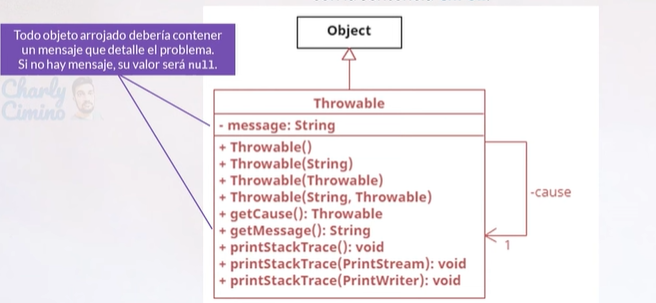 Object
Todo objeto arrojado debería contener
un mensaje que detalle el problema.
Si no hay mensaje, su valor será null.
Charly
Cimino
Throwable
- message: String
+ Throwable()
+ Throwable(String)
+ Throwable(Throwable)
+ Throwable(String, Throwable)
+ getCause(): Throwable
+ getMessage(): String
+ printStackTrace(): void
+ printStackTrace(PrintStream): void
+ printStackTrace(PrintWriter): void
-cause
1